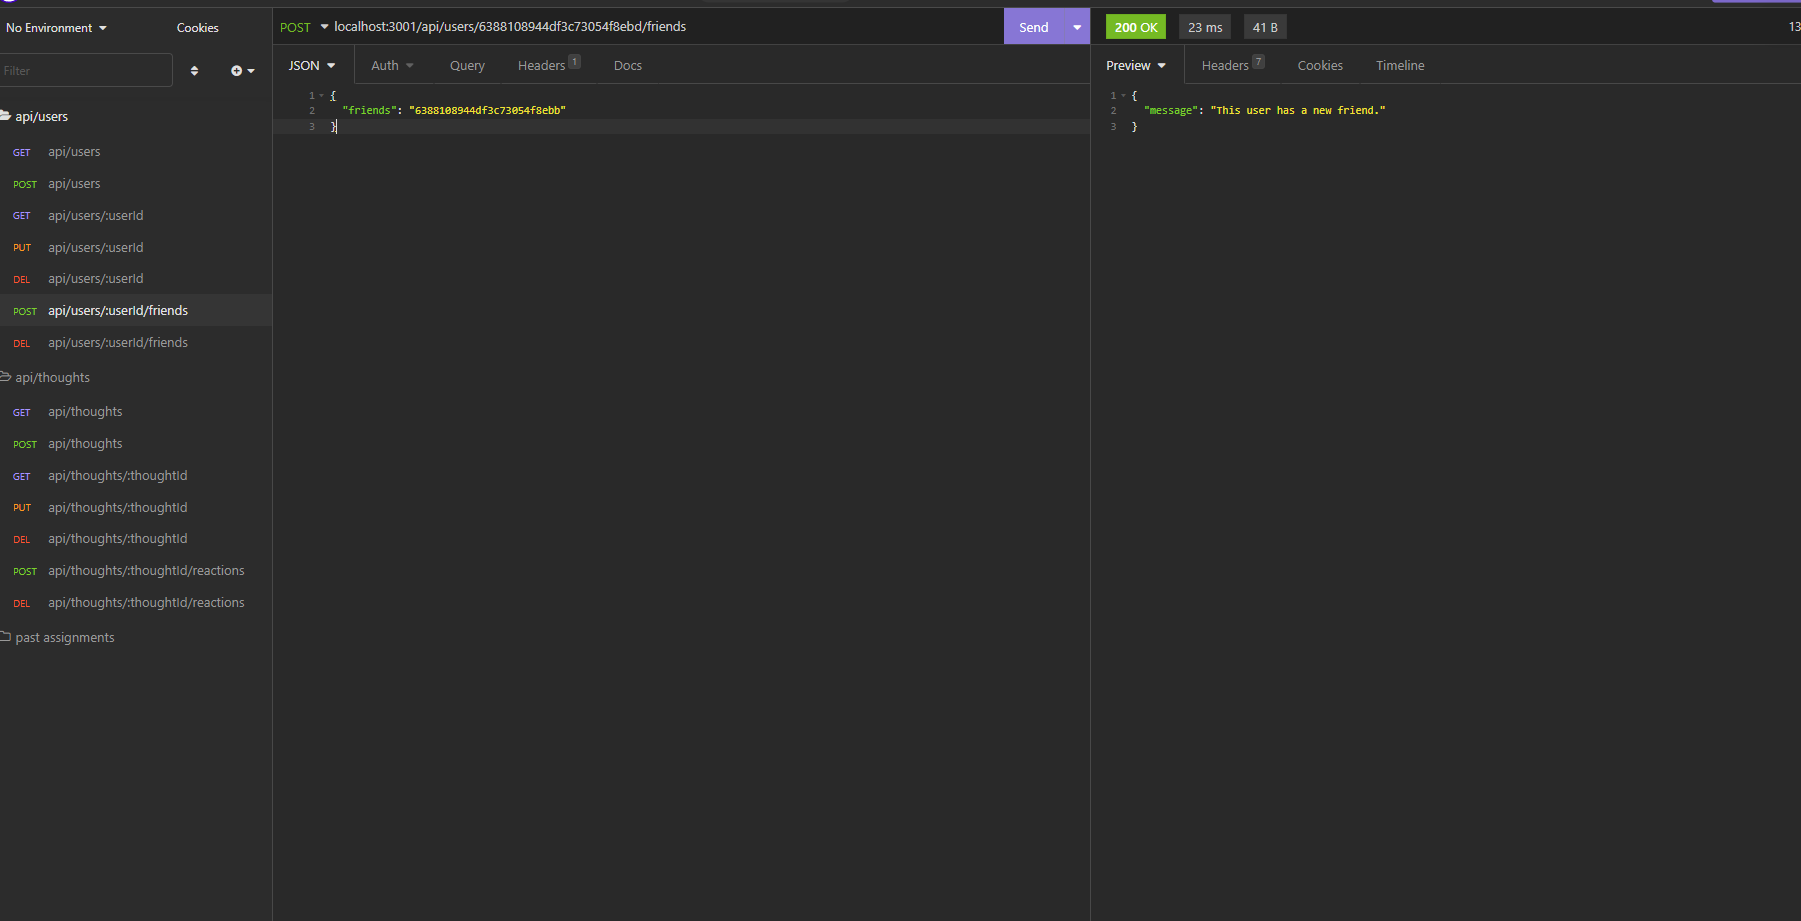 No Environment
Cookies
Filter
api/users
GET api/users
POST api/users
GET api/users/:userId
PUT api/users/:userId
DEL api/users/:userId
POST api/users/:userId/friends
DEL api/users/:userId/friends
api/thoughts
GET api/thoughts
POST api/thoughts
GET api/thoughts/:thoughtId
PUT api/thoughts/:thoughtId
DEL api/thoughts/:thoughtId
POST api/thoughts/:thoughtId/reactions
DEL api/thoughts/:thoughtId/reactions
past assignments
POST localhost:3001/api/users/6388108944df3c73054f8ebd/friends Send
JSON Auth Query Headers 1 Docs
1 {
2 "friends": "6388108944df3c73054f8ebb"
3 }
200 OK 23 ms 41 B 13
Preview Headers 7 Cookies Timeline
1 {
2 "message": "This user has a new friend."
3 }